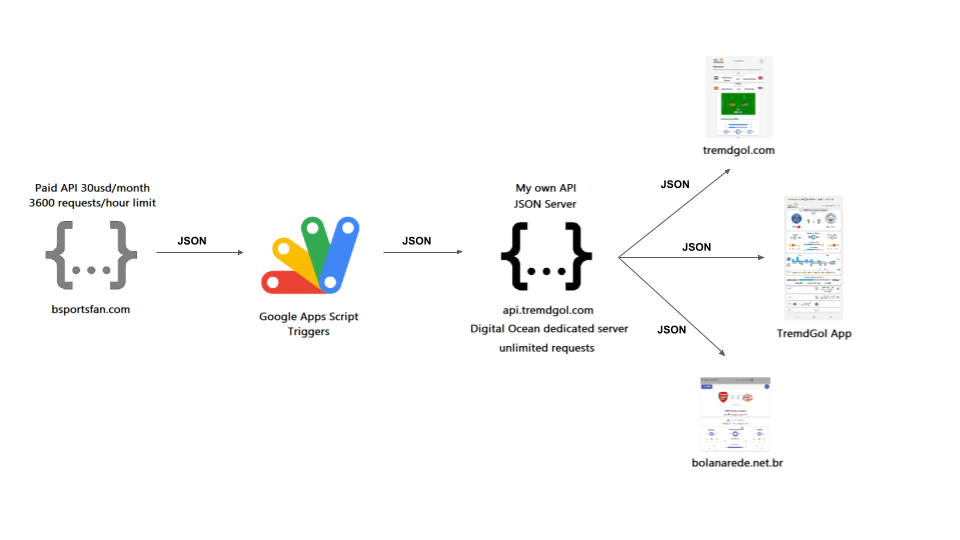 Paid API 30usd/month
3600 requests/hour limit
{...}
bsportsfan.com
JSON
Google Apps Script
Triggers
JSON
My own API
JSON Server
{...}
api.tremdgol.com
Digital Ocean dedicated server
unlimited requests
JSON
tremdgol.com
JSON
1 - 2
TremdGol App
JSON
bolanarede.net.br